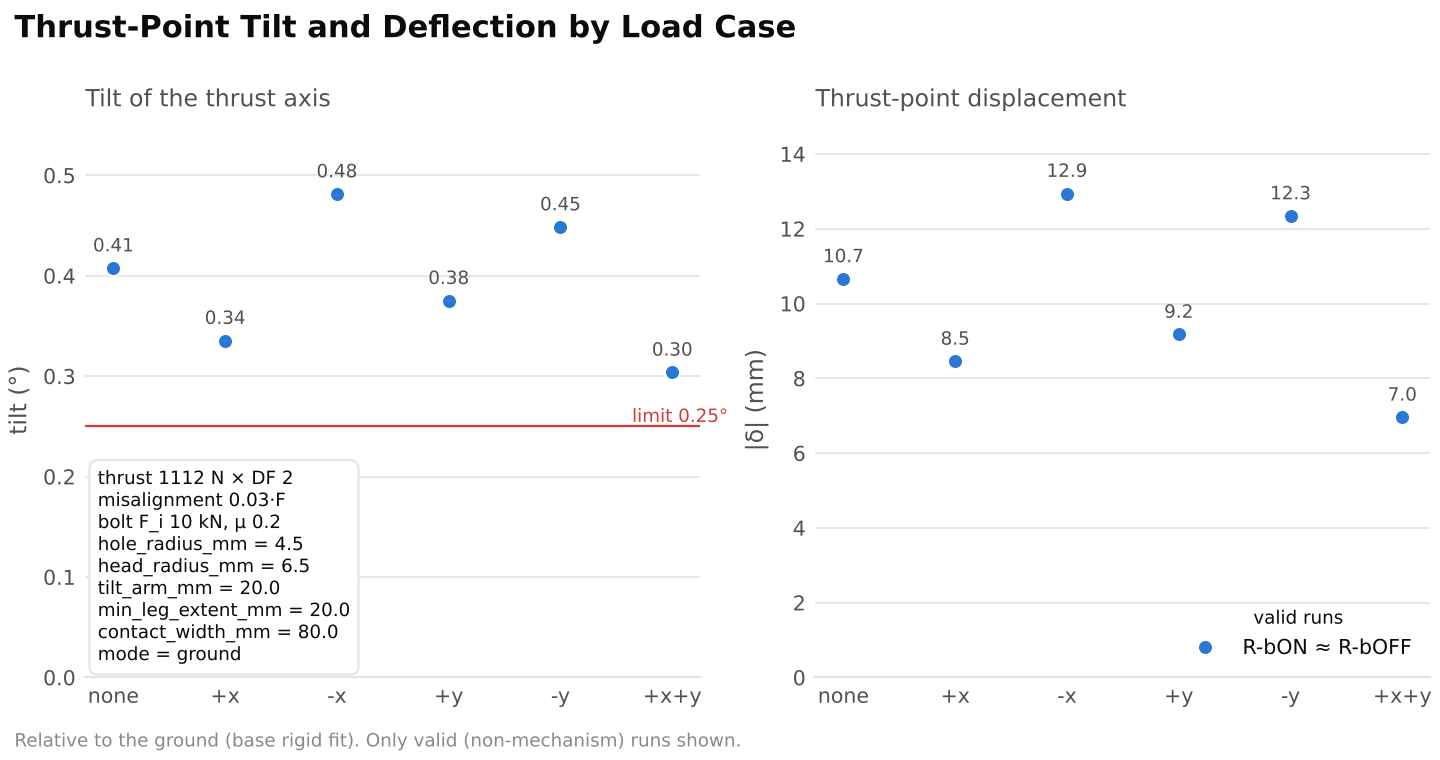 Thrust-Point Tilt and Deflection by Load Case
Tilt of the thrust axis
tilt (°)
0.5
0.4
0.3
0.2
0.1
0.0
0.41
0.34
0.48
0.38
0.45
0.30
limit 0.25°
thrust 1112 N × DF 2
misalignment 0.03·F
bolt F_i 10 kN, μ 0.2
hole_radius_mm = 4.5
head_radius_mm = 6.5
tilt_arm_mm = 20.0
min_leg_extent_mm = 20.0
contact_width_mm = 80.0
mode = ground
none +x -x +y -y +x+y
Thrust-point displacement
|δ| (mm)
14
12
10
8
6
4
2
0
10.7
8.5
12.9
9.2
12.3
7.0
valid runs
R-bON ≈ R-bOFF
none +x -x +y -y +x+y
Relative to the ground (base rigid fit). Only valid (non-mechanism) runs shown.